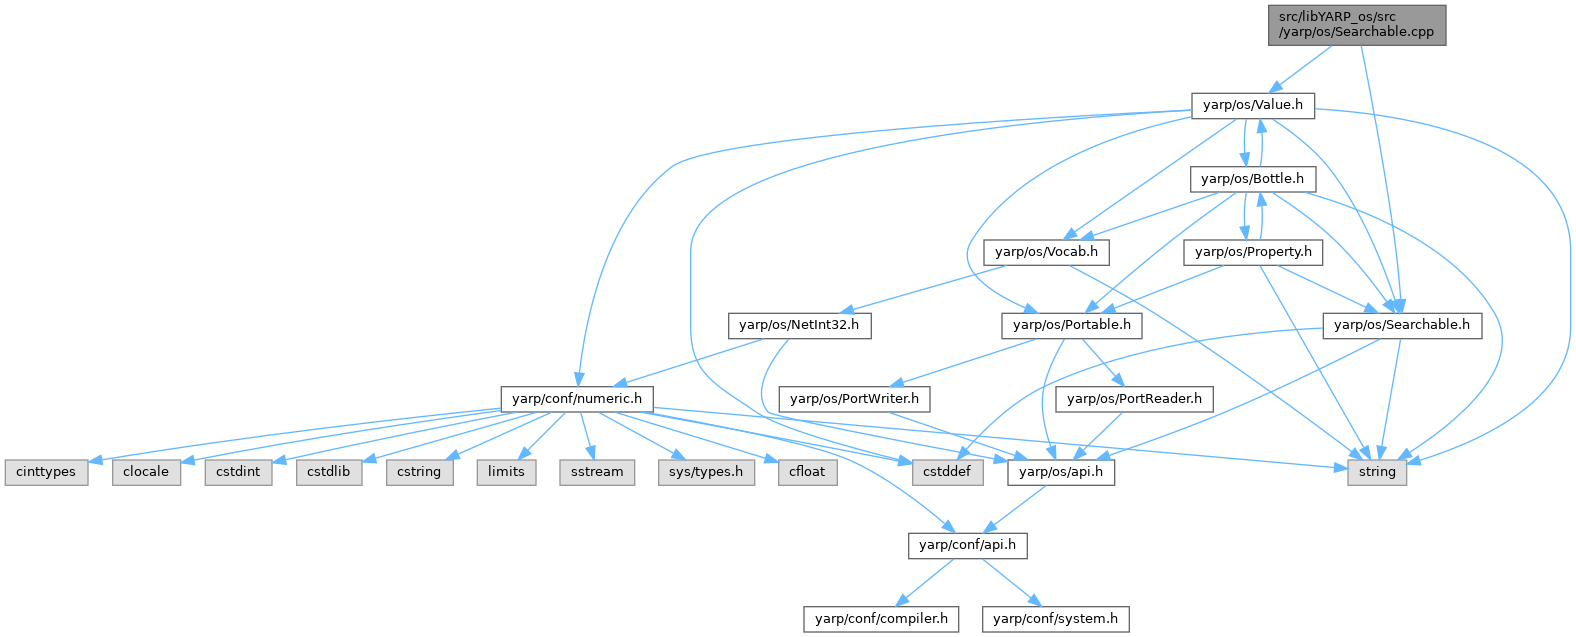 src/libYARP_os/src
/yarp/os/Searchable.cpp
yarp/os/Value.h
yarp/os/Bottle.h
yarp/os/Vocab.h
yarp/os/Property.h
yarp/os/NetInt32.h
yarp/os/Portable.h
yarp/os/Searchable.h
yarp/conf/numeric.h
yarp/os/PortWriter.h
yarp/os/PortReader.h
cinttypes
clocale
cstdint
cstdlib
cstring
limits
sstream
sys/types.h
cfloat
cstddef
yarp/os/api.h
string
yarp/conf/api.h
yarp/conf/compiler.h
yarp/conf/system.h